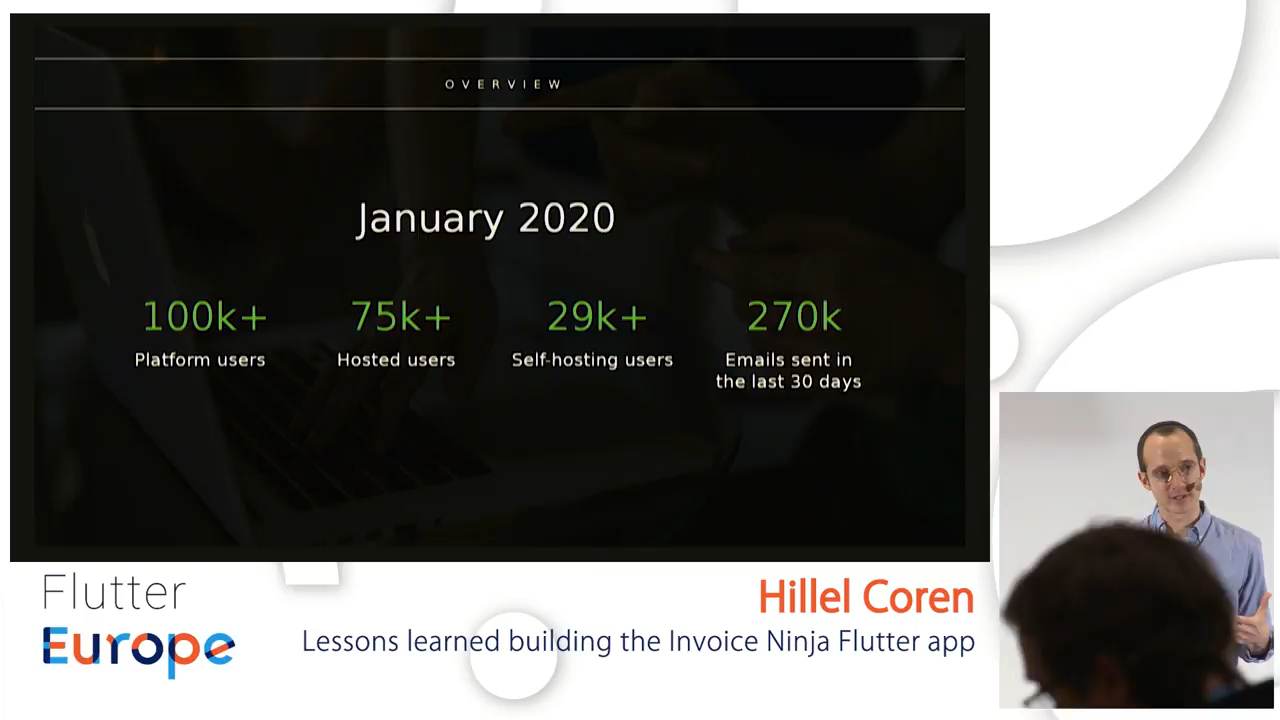 OVERVIEW
January 2020
100k+
Platform users
75k+
Hosted users
29k+
Self-hosting users
270k
Emails sent in
the last 30 days
Flutter
Europe
Hillel Coren
Lessons learned building the Invoice Ninja Flutter app